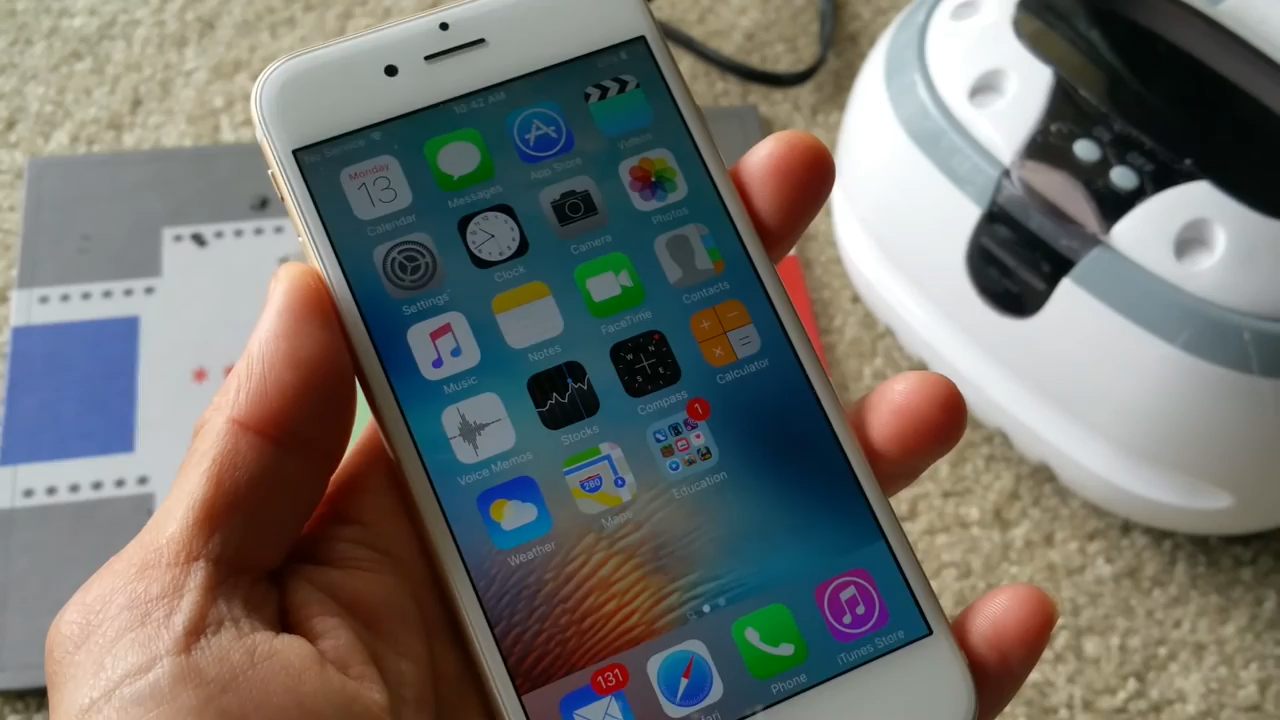 No Service
10:42 AM
Monday
13
Calendar
Messages
App Store
Videos
Settings
Clock
Camera
Photos
Music
Notes
FaceTime
Contacts
Voice Memos
Stocks
Compass
Calculator
Weather
280
Maps
1
Education
131
Phone
iTunes Store